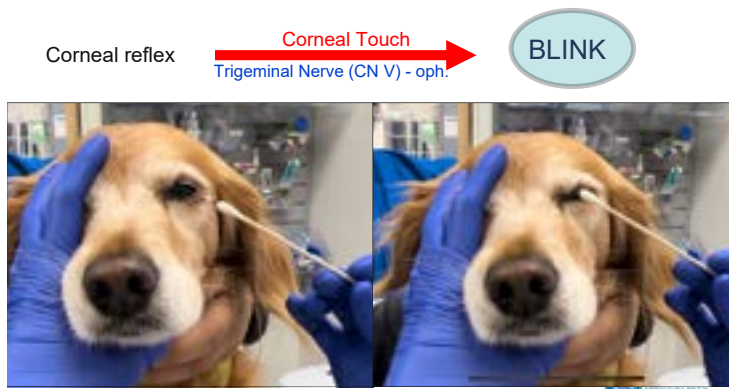 Corneal reflex
Corneal Touch
Trigeminal Nerve (CN V) - oph.
BLINK